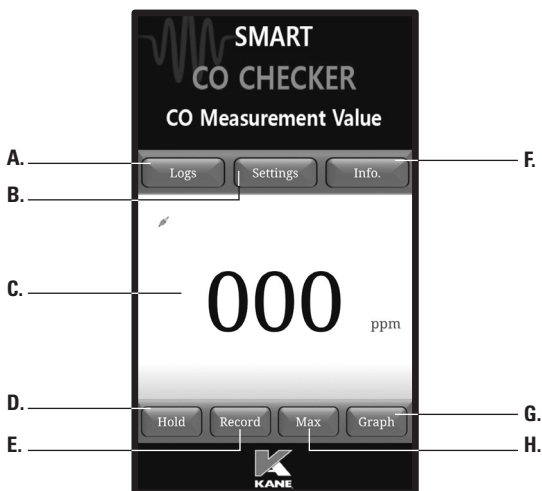 SMART
CO CHECKER
CO Measurement Value
A.
F.
Logs Settings Info.
B.
C.
000 ppm
D.
G.
Hold Record Max Graph
E.
H.
KANE